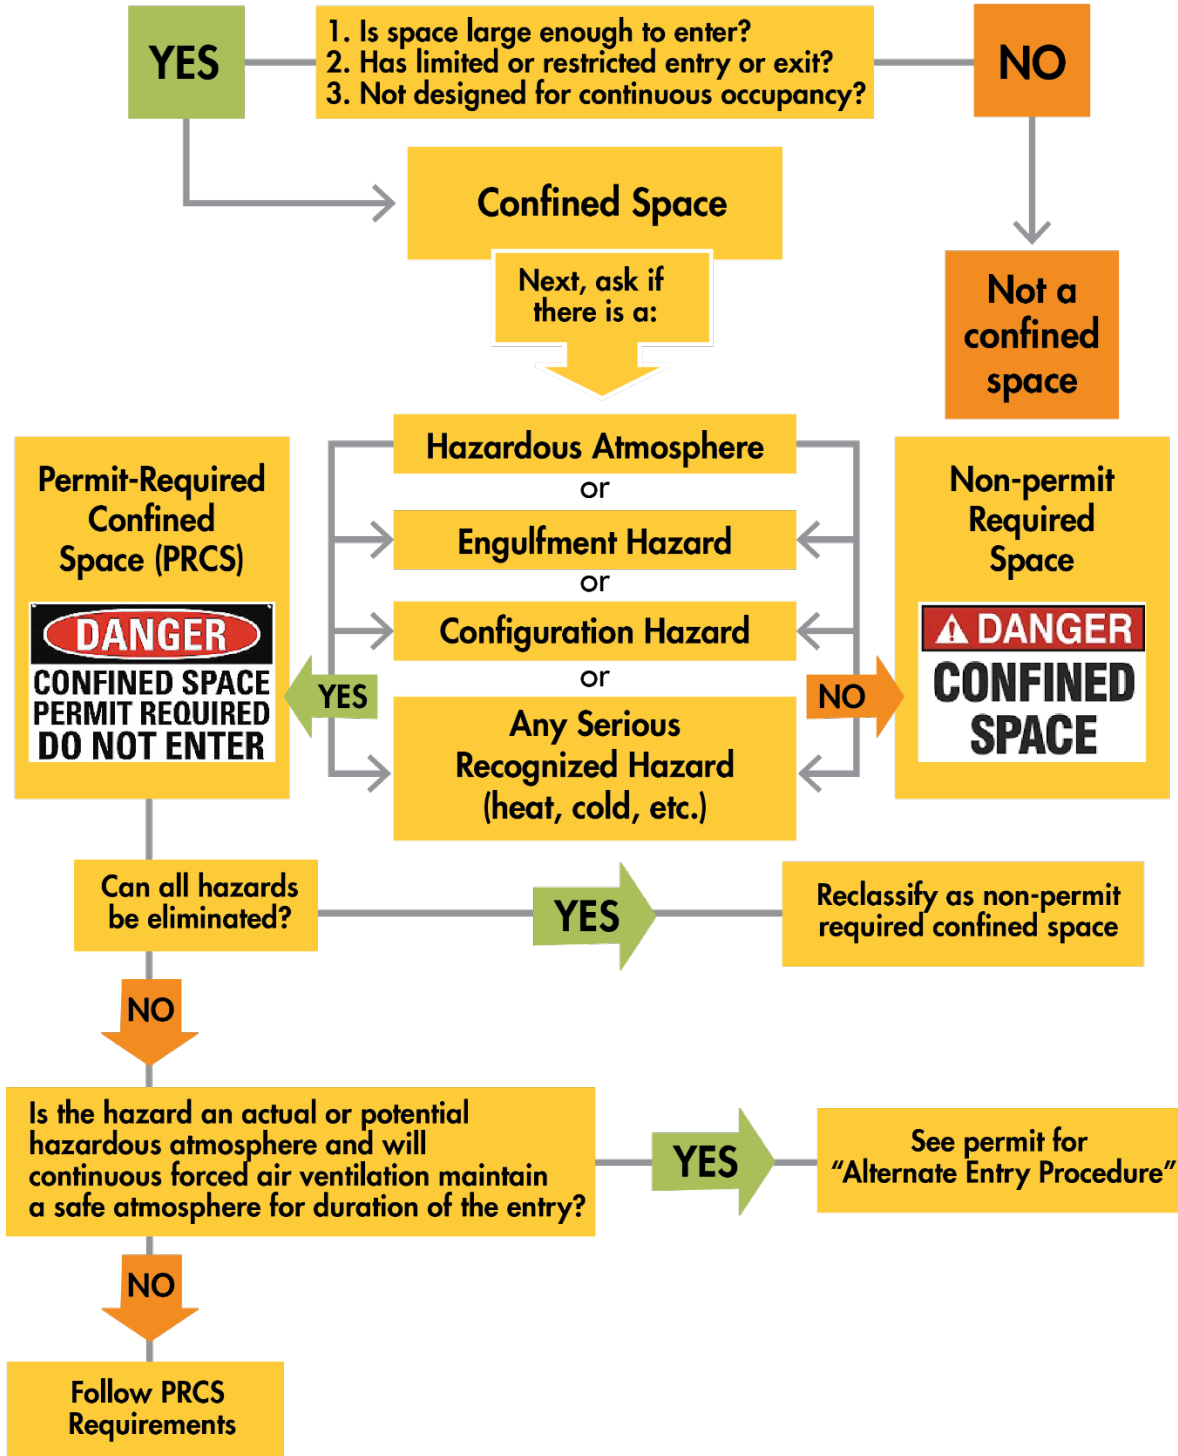 YES
1. Is space large enough to enter?
2. Has limited or restricted entry or exit?
3. Not designed for continuous occupancy?
NO
Confined Space
Next, ask if
there is a:
Not a
confined
space
Hazardous Atmosphere
or
Engulfment Hazard
or
Configuration Hazard
or
Any Serious
Recognized Hazard
(heat, cold, etc.)
Permit-Required
Confined
Space (PRCS)
DANGER
CONFINED SPACE
PERMIT REQUIRED
DO NOT ENTER
YES
NO
Non-permit
Required
Space
DANGER
CONFINED
SPACE
Can all hazards
be eliminated?
YES
Reclassify as non-permit
required confined space
NO
Is the hazard an actual or potential
hazardous atmosphere and will
continuous forced air ventilation maintain
a safe atmosphere for duration of the entry?
YES
See permit for
“Alternate Entry Procedure”
NO
Follow PRCS
Requirements